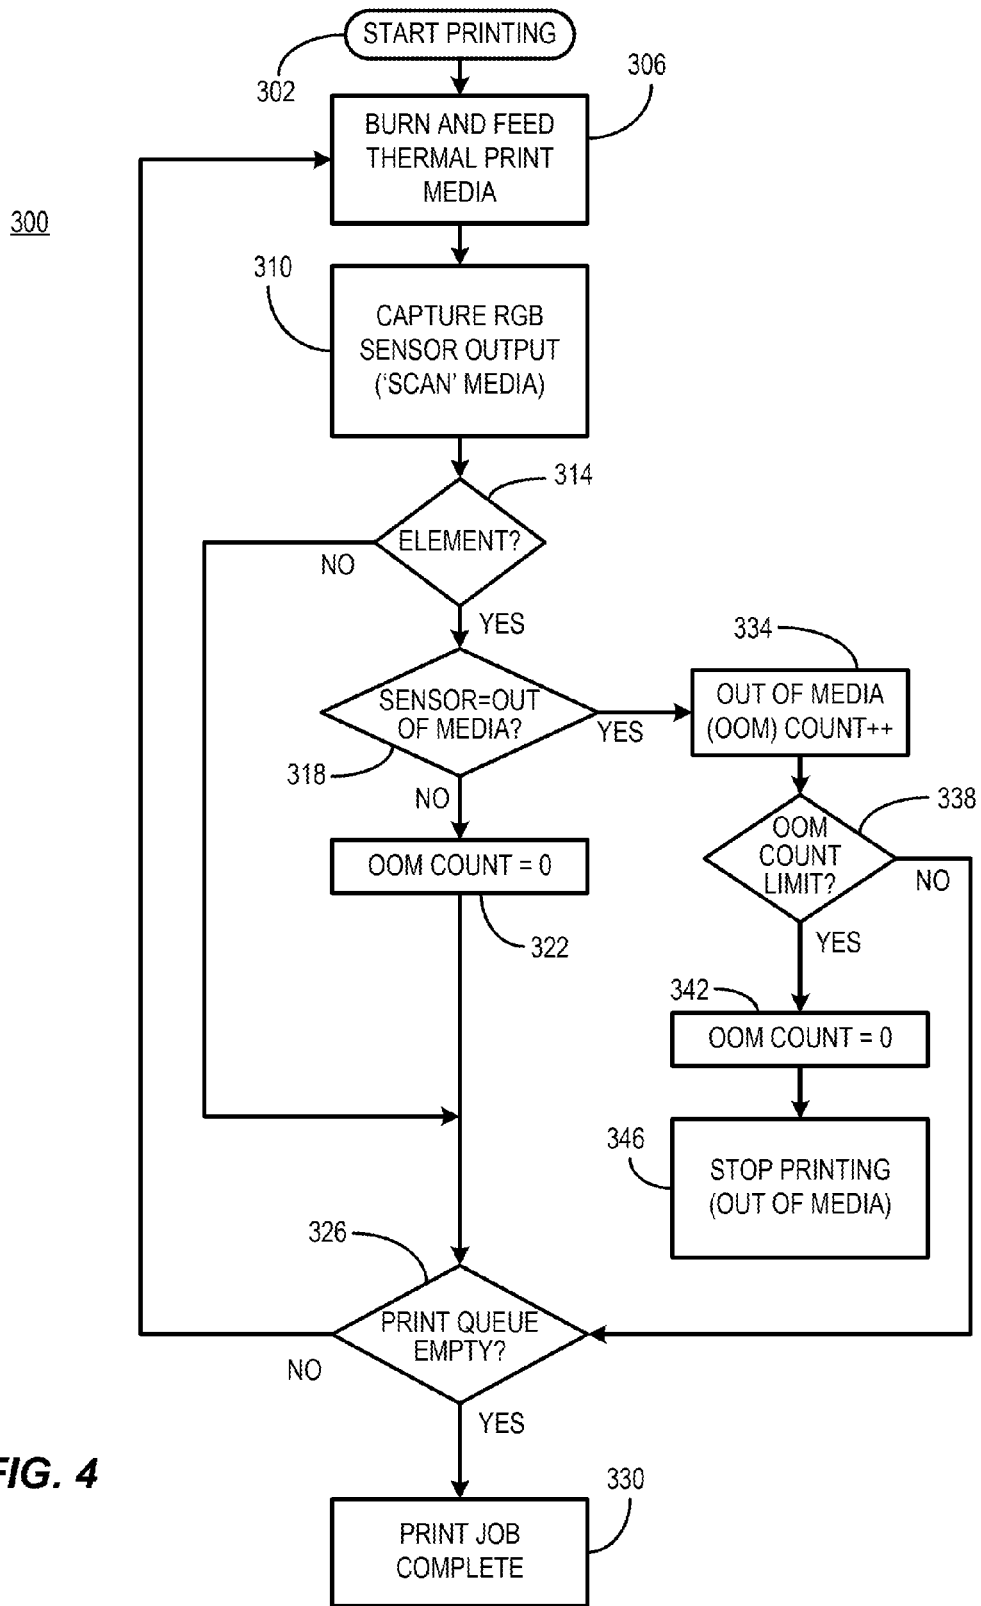 START PRINTING
302
306
BURN AND FEED
THERMAL PRINT
MEDIA
300
310
CAPTURE RGB
SENSOR OUTPUT
(‘SCAN’ MEDIA)
314
ELEMENT?
NO
YES
334
SENSOR=OUT
OF MEDIA?
YES
OUT OF MEDIA
(OOM) COUNT++
318
NO
338
OOM
COUNT
LIMIT?
NO
OOM COUNT = 0
322
YES
342
OOM COUNT = 0
346
STOP PRINTING
(OUT OF MEDIA)
326
PRINT QUEUE
EMPTY?
NO
YES
FIG. 4
330
PRINT JOB
COMPLETE